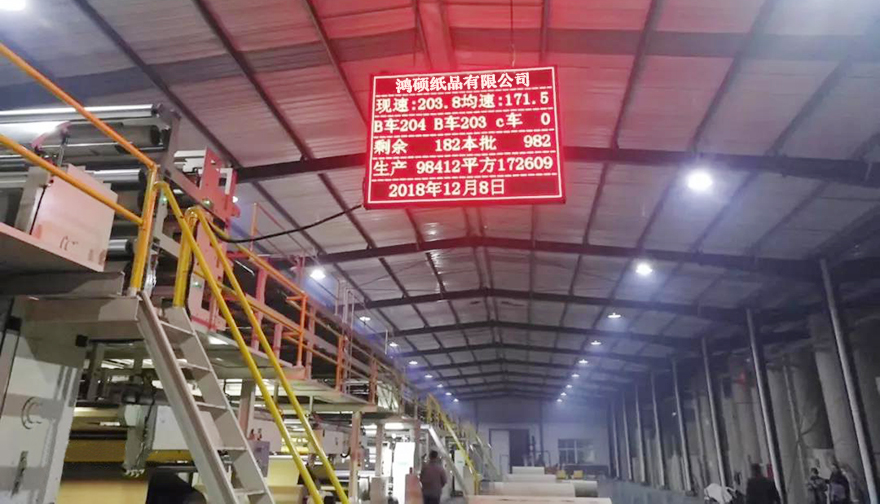 鸿硕纸品有限公司
现速:203.8均速:171.5
B车204 B车203 c车 0
剩余 182本批 982
生产 98412平方172609
2018年12月8日